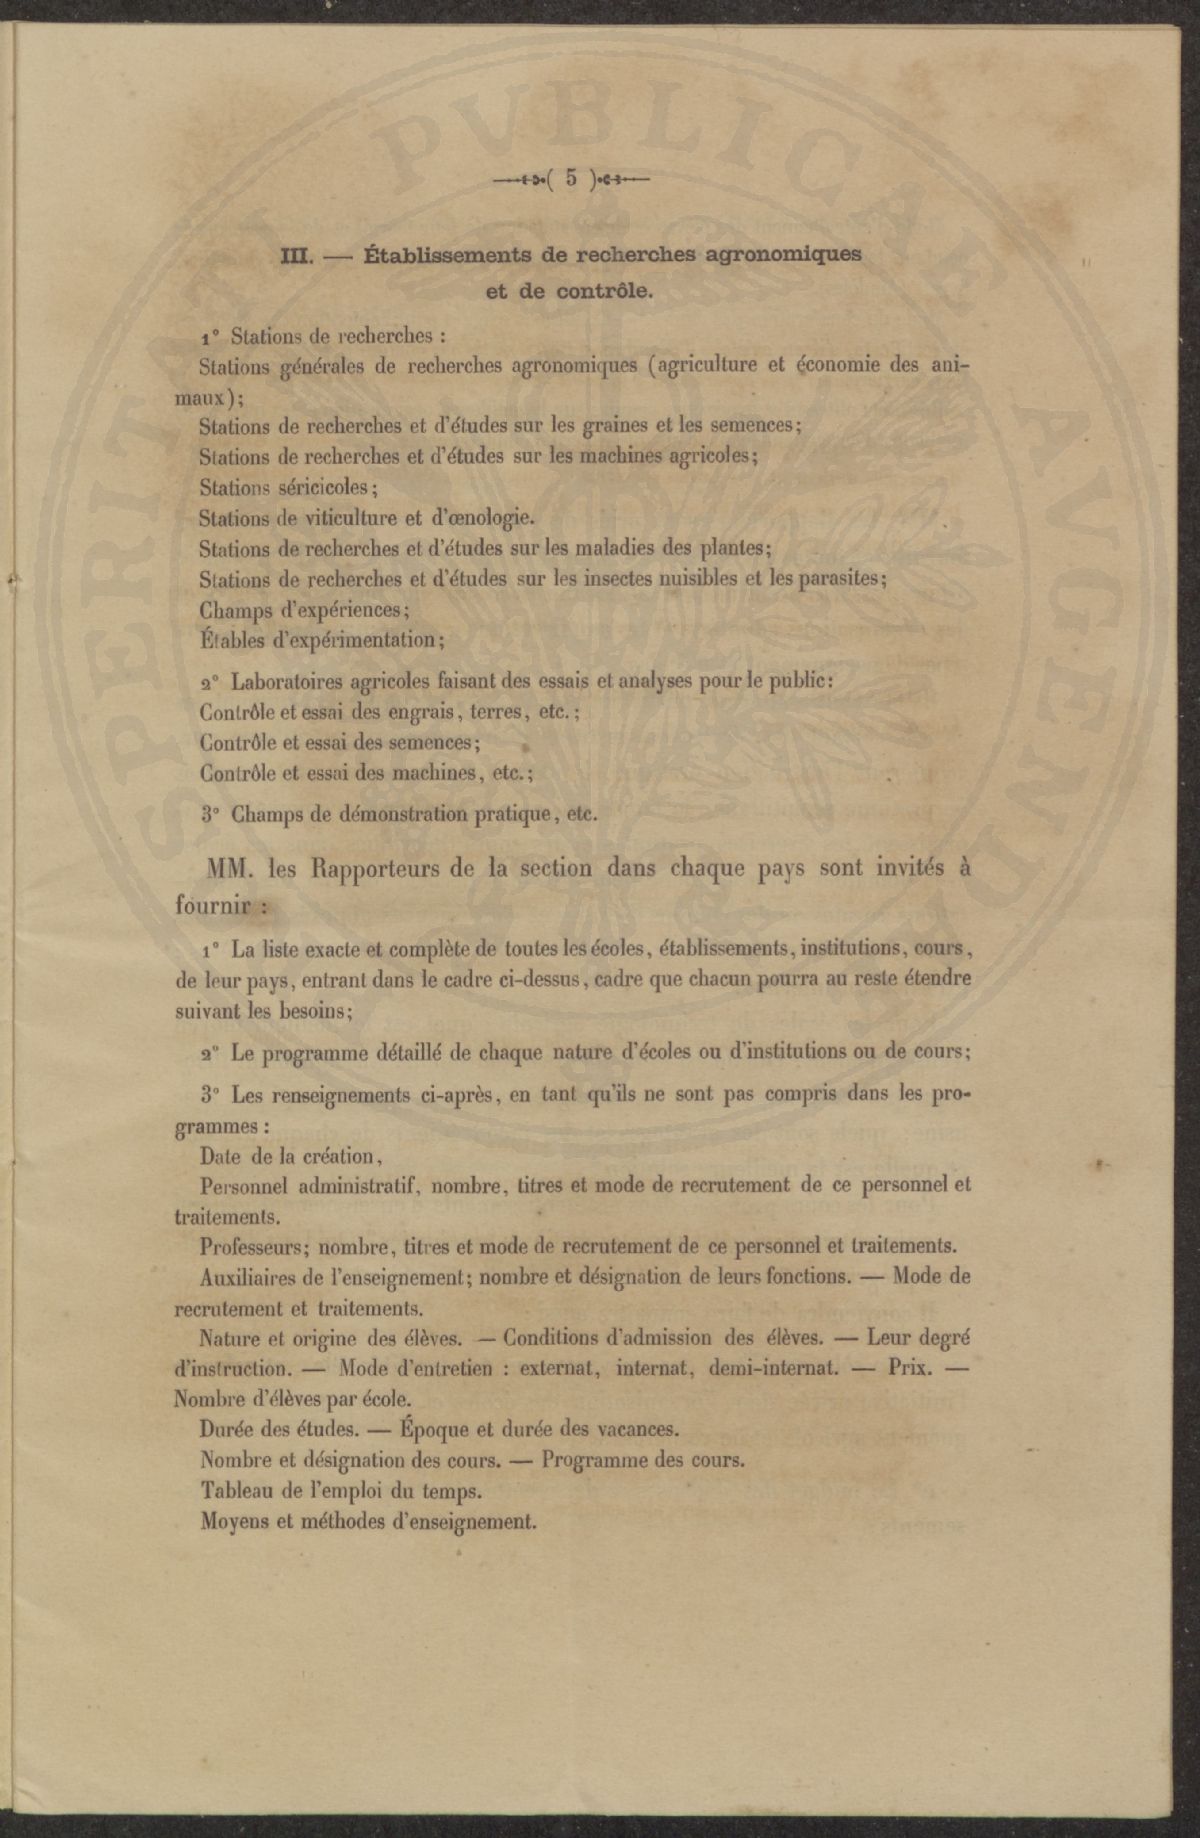 ( 5 )
III. — Établissements de recherches agronomiques
et de contrôle.
1° Stations de recherches :
Stations générales de recherches agronomiques (agriculture et économie des ani-
maux);
Stations de recherches et d'études sur les graines et les semences;
Stations de recherches et d'études sur les machines agricoles;
Stations séricicoles;
Stations de viticulture et d'œnologie.
Stations de recherches et d'études sur les maladies des plantes;
Stations de recherches et d'études sur les insectes nuisibles et les parasites;
Champs d'expériences;
Étables d'expérimentation;
2° Laboratoires agricoles faisant des essais et analyses pour le public:
Contrôle et essai des engrais, terres, etc.;
Contrôle et essai des semences;
Contrôle et essai des machines, etc.;
3° Champs de démonstration pratique, etc.
MM. les Rapporteurs de la section dans chaque pays sont invités à
fournir :
1° La liste exacte et complète de toutes les écoles, établissements, institutions, cours,
de leur pays, entrant dans le cadre ci-dessus, cadre que chacun pourra au reste étendre
suivant les besoins;
2° Le programme détaillé de chaque nature d'écoles ou d'institutions ou de cours;
3° Les renseignements ci-après, en tant qu'ils ne sont pas compris dans les pro-
grammes :
Date de la création,
Personnel administratif, nombre, titres et mode de recrutement de ce personnel et
traitements.
Professeurs; nombre, titres et mode de recrutement de ce personnel et traitements.
Auxiliaires de l'enseignement; nombre et désignation de leurs fonctions. — Mode de
recrutement et traitements.
Nature et origine des élèves. — Conditions d'admission des élèves. — Leur degré
d'instruction. — Mode d'entretien : externat, internat, demi-internat. — Prix. —
Nombre d'élèves par école.
Durée des études. — Époque et durée des vacances.
Nombre et désignation des cours. — Programme des cours.
Tableau de l'emploi du temps.
Moyens et méthodes d'enseignement.
PROSPERITATI PVBLICAE AVGENDAE